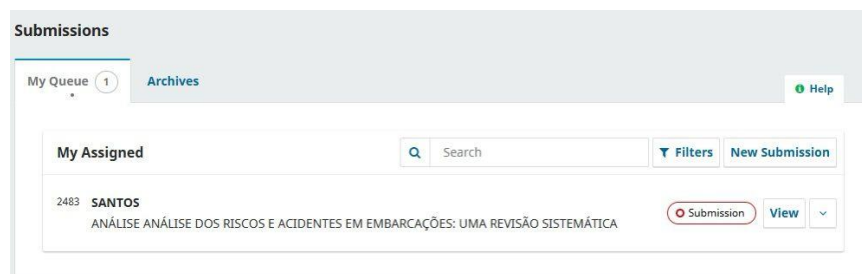 Submissions
My Queue 1 Archives
Help
My Assigned Search Filters New Submission
2483 SANTOS
ANÁLISE ANÁLISE DOS RISCOS E ACIDENTES EM EMBARCAÇÕES: UMA REVISÃO SISTEMÁTICA
Submission View